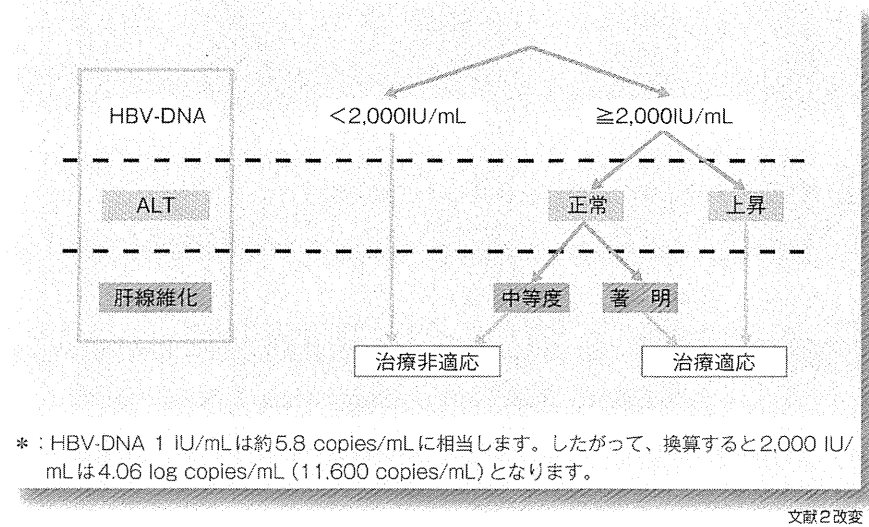 HBV-DNA <2,000IU/mL ≧2,000IU/mL
ALT 正常 上昇
肝線維化 中等度 著 明
治療非適応 治療適応
*:HBV-DNA 1 IU/mLは約5.8 copies/mLに相当します。したがって、換算すると2,000 IU/
mLは4.06 log copies/mL (11.600 copies/mL)となります。
文献2改変